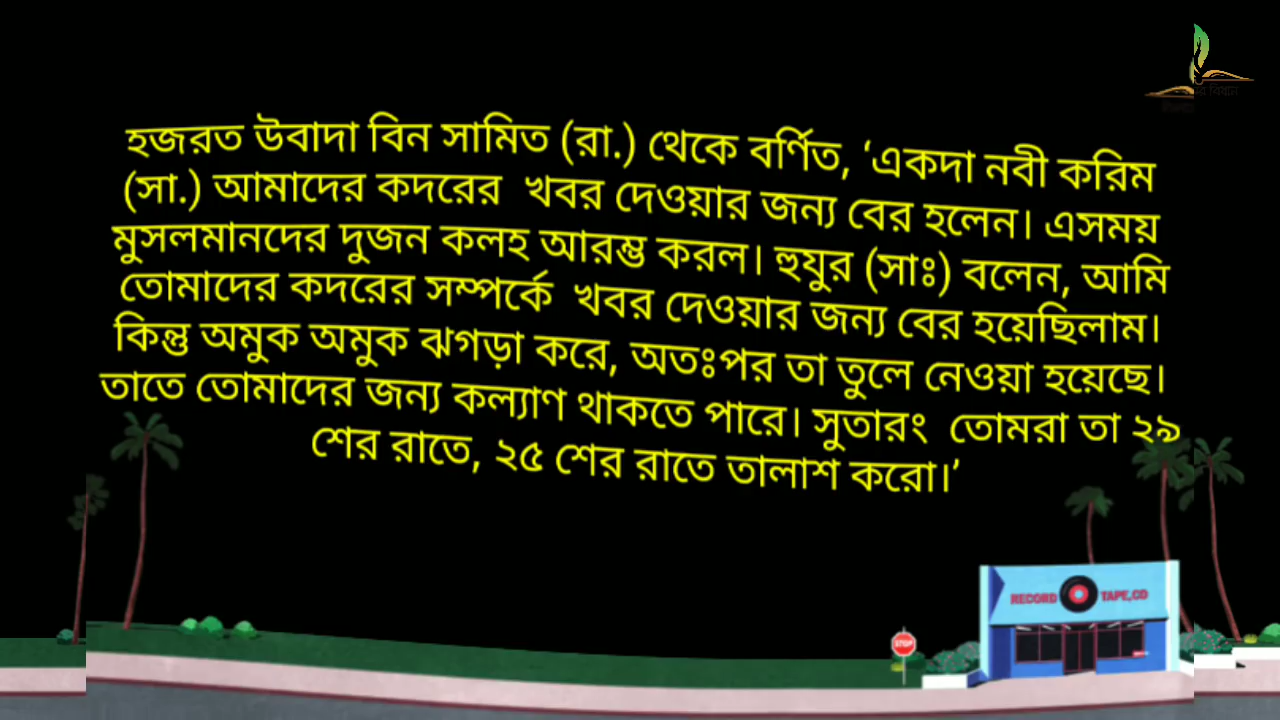 হজরত উবাদা বিন সামিত (রা.) থেকে বর্ণিত, ‘একদা নবী করিম
(সা.) আমাদের কদরের খবর দেওয়ার জন্য বের হলেন। এসময়
মুসলমানদের দুজন কলহ আরম্ভ করল। হুযুর (সাঃ) বলেন, আমি
তোমাদের কদরের সম্পর্কে খবর দেওয়ার জন্য বের হয়েছিলাম।
কিন্তু অমুক অমুক ঝগড়া করে, অতঃপর তা তুলে নেওয়া হয়েছে।
তাতে তোমাদের জন্য কল্যাণ থাকতে পারে। সুতারং তোমরা তা ২৯
শের রাতে, ২৫ শের রাতে তালাশ করো।’
RECORD TAPE,CO
STOP